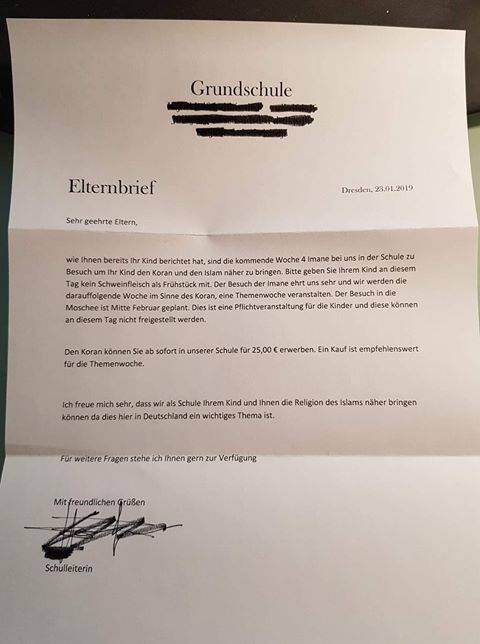 Grundschule
Elternbrief
Dresden, 23.01.2019
Sehr geehrte Eltern,
wie Ihnen bereits Ihr Kind berichtet hat, sind die kommende Woche 4 Imane bei uns in der Schule zu
Besuch um Ihr Kind den Koran und den Islam näher zu bringen. Bitte geben Sie Ihrem Kind an diesem
Tag kein Schweinfleisch als Frühstück mit. Der Besuch der Imane ehrt uns sehr und wir werden die
darauffolgende Woche im Sinne des Koran, eine Themenwoche veranstalten. Der Besuch in die
Moschee ist Mitte Februar geplant. Dies ist eine Pflichtveranstaltung für die Kinder und diese können
an diesem Tag nicht freigestellt werden.
Den Koran können Sie ab sofort in unserer Schule für 25,00 € erwerben. Ein Kauf ist empfehlenswert
für die Themenwoche.
Ich freue mich sehr, dass wir als Schule Ihrem Kind und Ihnen die Religion des Islams näher bringen
können da dies hier in Deutschland ein wichtiges Thema ist.
Für weitere Fragen stehe ich Ihnen gern zur Verfügung
Mit freundlichen Grüßen
Schulleiterin